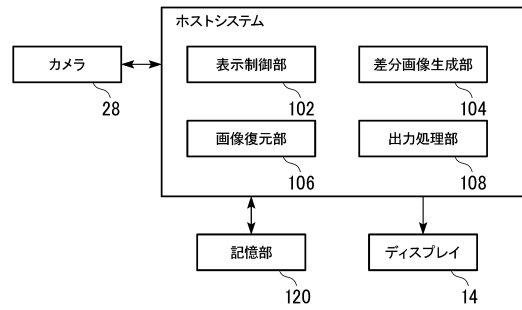 ホストシステム
カメラ
28
表示制御部
102
差分画像生成部
104
画像復元部
106
出力処理部
108
記憶部
120
ディスプレイ
14